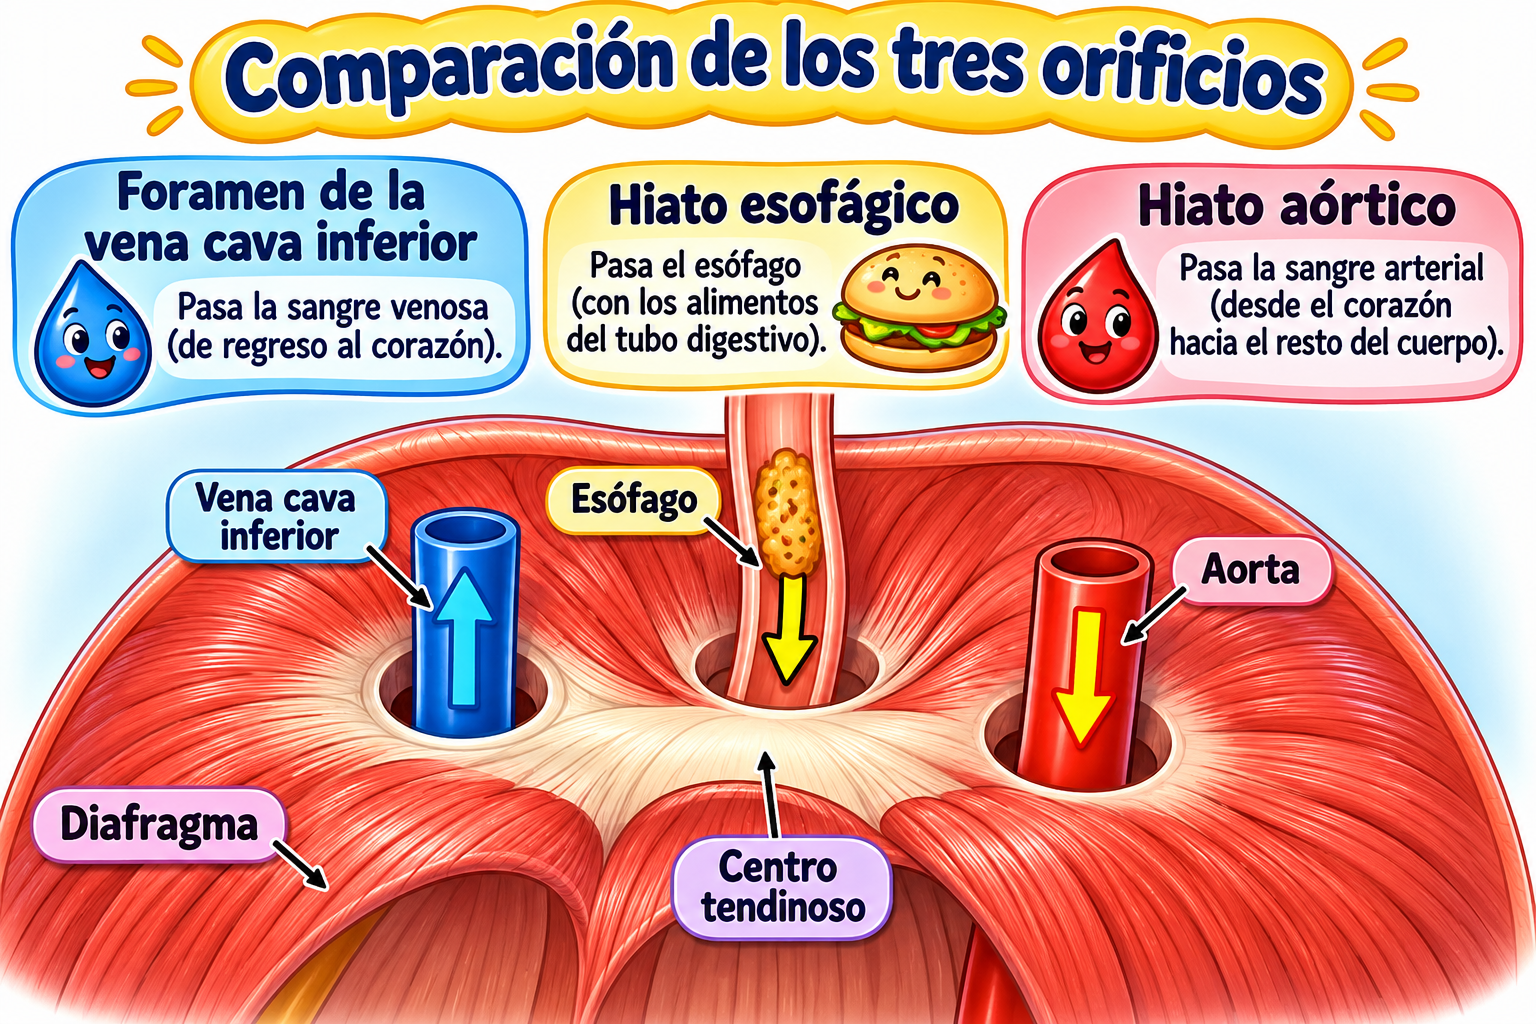 Comparación de los tres orificios
Foramen de la
vena cava inferior
Pasa la sangre venosa
(de regreso al corazón).
Hiato esofágico
Pasa el esófago
(con los alimentos
del tubo digestivo).
Hiato aórtico
Pasa la sangre arterial
(desde el corazón
hacia el resto del cuerpo).
Vena cava
inferior
Esófago
Aorta
Diafragma
Centro
tendinoso